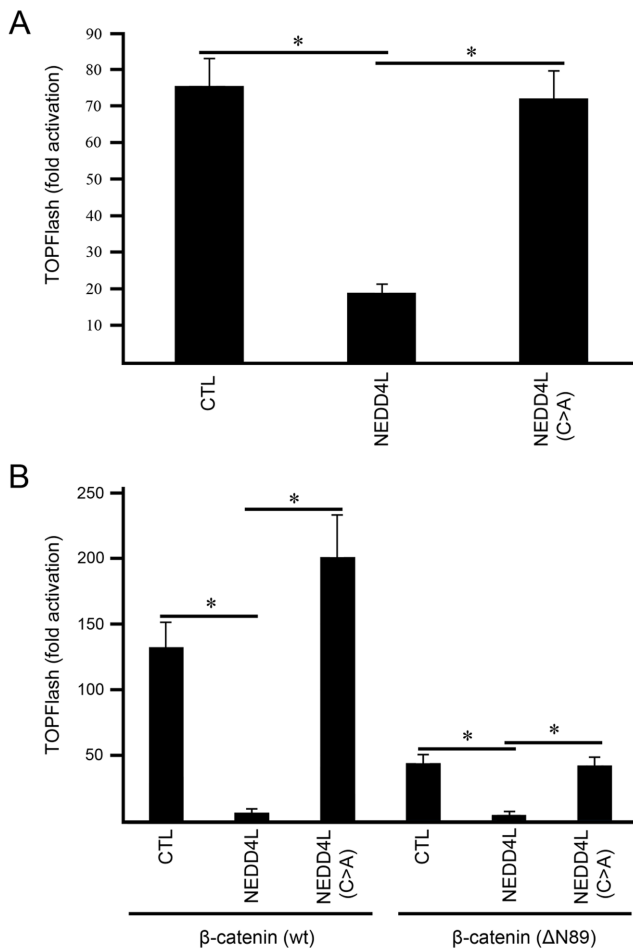 A
TOPFlash (fold activation)
90
80
70
60
50
40
30
20
10
*
*
CTL
NEDD4L
NEDD4L
(C>A)
B
TOPFlash (fold activation)
250
200
150
100
50
*
*
*
*
CTL
NEDD4L
NEDD4L
(C>A)
CTL
NEDD4L
NEDD4L
(C>A)
β-catenin (wt)
β-catenin (ΔN89)